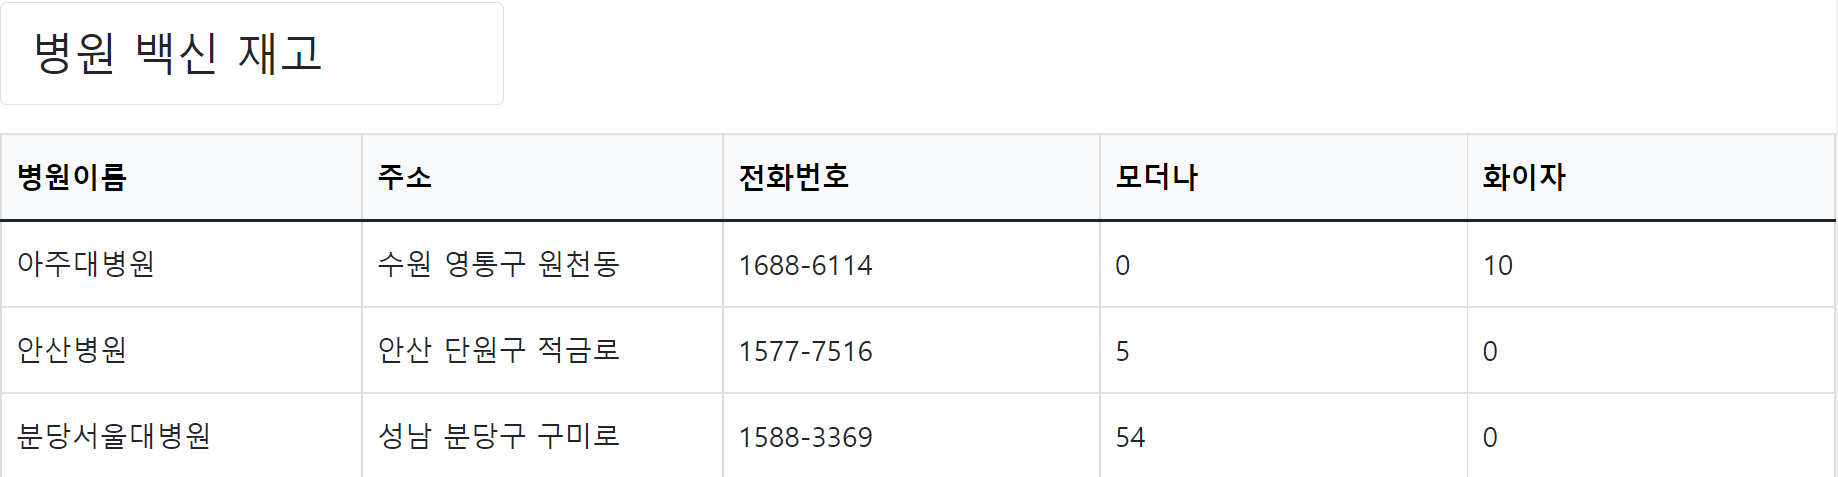 병원 백신 재고
병원이름 주소 전화번호 모더나 화이자
아주대병원 수원 영통구 원천동 1688-6114 0 10
안산병원 안산 단원구 적금로 1577-7516 5 0
분당서울대병원 성남 분당구 구미로 1588-3369 54 0